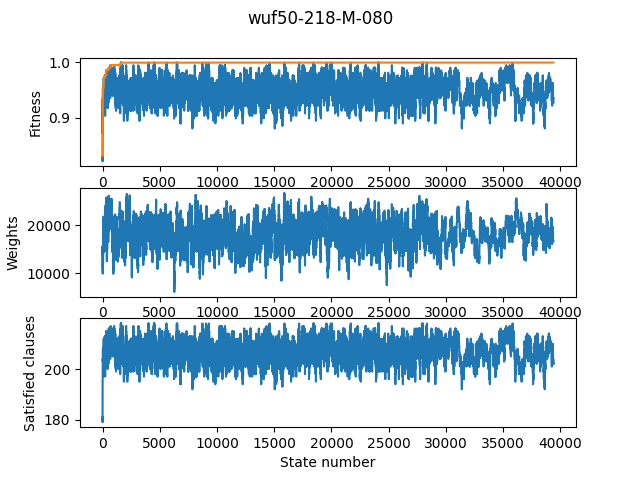 wuf50-218-M-080
1.0
0.9
Fitness
0 5000 10000 15000 20000 25000 30000 35000 40000
20000
10000
Weights
0 5000 10000 15000 20000 25000 30000 35000 40000
200
180
Satisfied clauses
0 5000 10000 15000 20000 25000 30000 35000 40000
State number